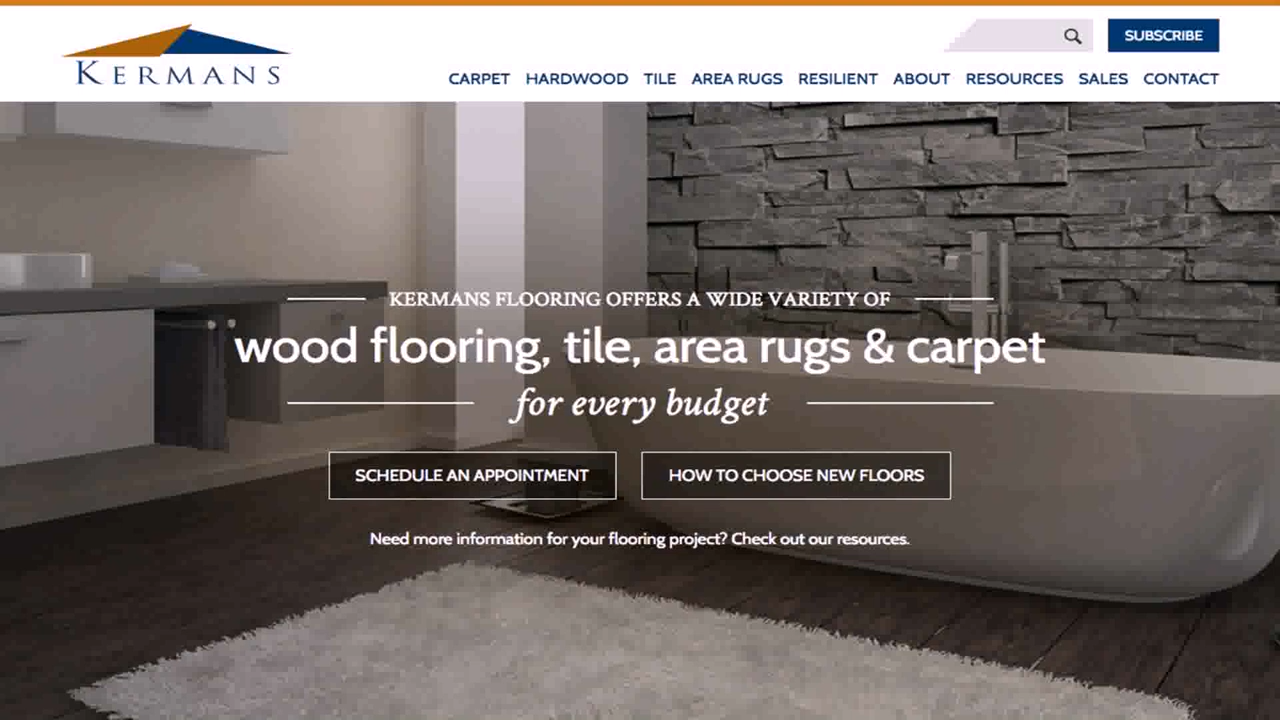 KERMANS
SUBSCRIBE
CARPET HARDWOOD TILE AREA RUGS RESILIENT ABOUT RESOURCES SALES CONTACT
KERMANS FLOORING OFFERS A WIDE VARIETY OF
wood flooring, tile, area rugs & carpet
for every budget
SCHEDULE AN APPOINTMENT HOW TO CHOOSE NEW FLOORS
Need more information for your flooring project? Check out our resources.